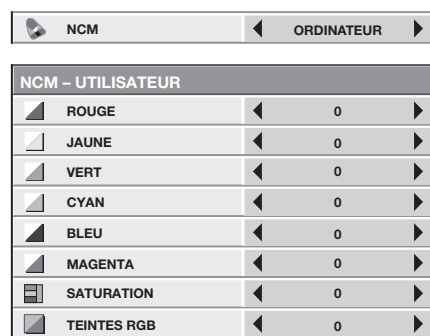 NCM ORDINATEUR
NCM – UTILISATEUR
ROUGE 0
JAUNE 0
VERT 0
CYAN 0
BLEU 0
MAGENTA 0
SATURATION 0
TEINTES RGB 0